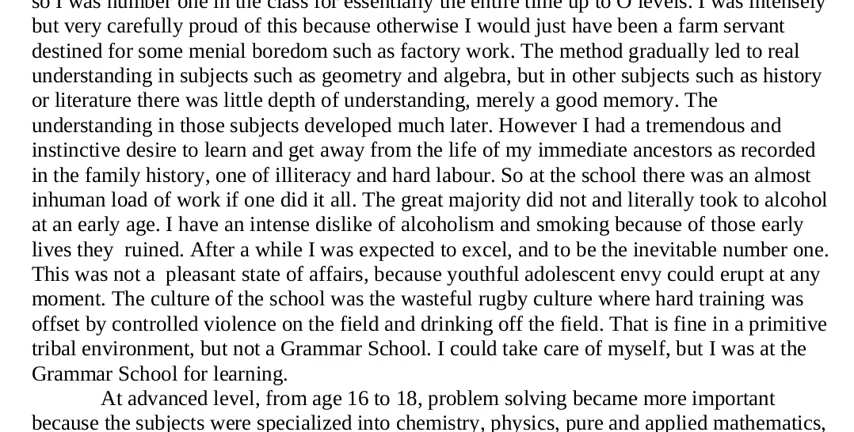 so I was number one in the class for essentially the entire time up to O levels. I was intensely
but very carefully proud of this because otherwise I would just have been a farm servant
destined for some menial boredom such as factory work. The method gradually led to real
understanding in subjects such as geometry and algebra, but in other subjects such as history
or literature there was little depth of understanding, merely a good memory. The
understanding in those subjects developed much later. However I had a tremendous and
instinctive desire to learn and get away from the life of my immediate ancestors as recorded
in the family history, one of illiteracy and hard labour. So at the school there was an almost
inhuman load of work if one did it all. The great majority did not and literally took to alcohol
at an early age. I have an intense dislike of alcoholism and smoking because of those early
lives they  ruined. After a while I was expected to excel, and to be the inevitable number one.
This was not a  pleasant state of affairs, because youthful adolescent envy could erupt at any
moment. The culture of the school was the wasteful rugby culture where hard training was
offset by controlled violence on the field and drinking off the field. That is fine in a primitive
tribal environment, but not a Grammar School. I could take care of myself, but I was at the
Grammar School for learning.
At advanced level, from age 16 to 18, problem solving became more important
because the subjects were specialized into chemistry, physics, pure and applied mathematics,